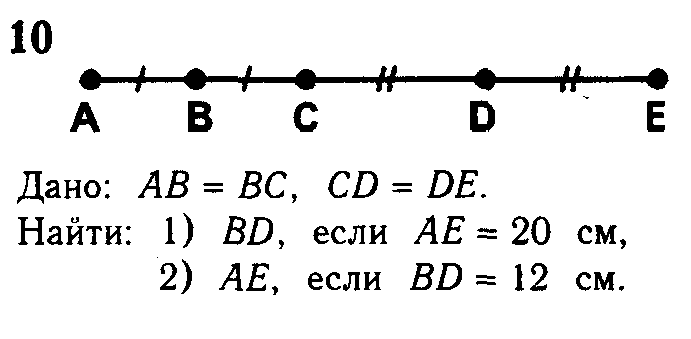 10
A B C D E
Дано: AB = BC, CD = DE.
Найти: 1) BD, если AE = 20 см,
2) AE, если BD = 12 см.